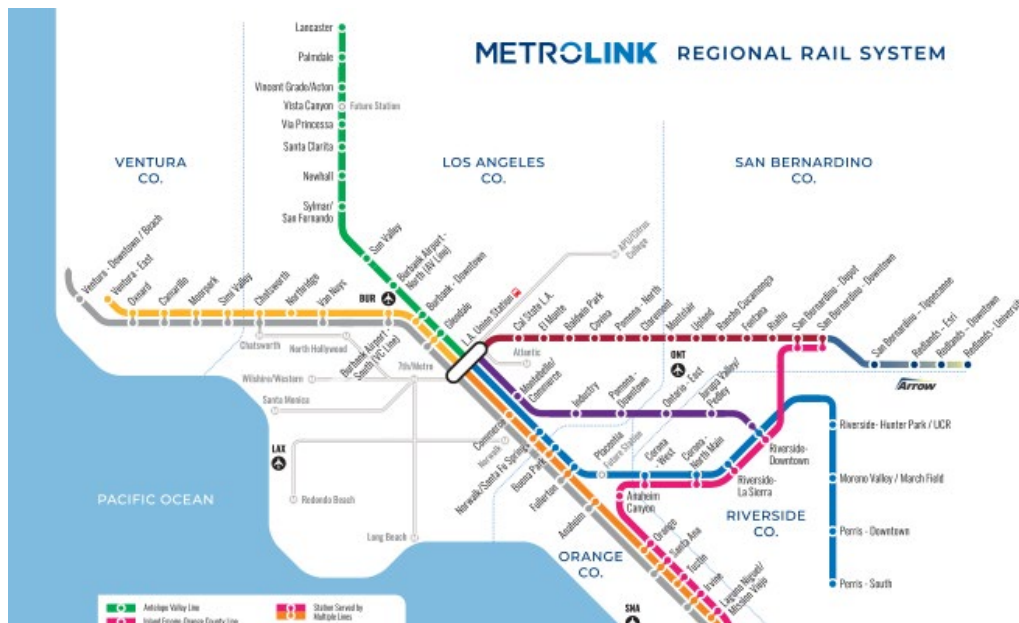 METROLINK REGIONAL RAIL SYSTEM
Lancaster
Palmdale
Vincent Grade/Acton
Vista Canyon
Future Station
Via Princessa
Santa Clarita
Newhall
Sylmar/
San Fernando
VENTURA
CO.
LOS ANGELES
CO.
SAN BERNARDINO
CO.
Sun Valley
Burbank Airport -
North (AV Line)
Burbank - Downtown
Glendale
L.A. Union Station
BUR
Ventura - Downtown / Beach
Ventura - East
Oxnard
Camarillo
Moorpark
Simi Valley
Chatsworth
Northridge
Van Nuys
Burbank Airport -
South (VC Line)
Chatsworth
North Hollywood
Wilshire/Western
7th/Metro
Santa Monica
LAX
Redondo Beach
Long Beach
Norwalk
Atlantic
APU/Citrus
College
Cal State L.A.
El Monte
Baldwin Park
Covina
Pomona - North
Claremont
Montclair
Upland
Rancho Cucamonga
Fontana
Rialto
San Bernardino - Depot
San Bernardino - Downtown
San Bernardino - Tippecanoe
Redlands - Esri
Redlands - Downtown
Redlands - University
ARROW
ONT
Montebello/
Commerce
Industry
Pomona -
Downtown
Ontario - East
Jurupa Valley/
Pedley
Riverside-
Downtown
Riverside-
La Sierra
Riverside- Hunter Park / UCR
Moreno Valley / March Field
Perris - Downtown
Perris - South
Commerce
Norwalk/Santa Fe Springs
Buena Park
Fullerton
Anaheim
Placentia
Future Station
Corona
- West
Corona -
North Main
Anaheim
Canyon
Orange
Santa Ana
Tustin
Irvine
Laguna Niguel/
Mission Viejo
PACIFIC OCEAN
ORANGE
CO.
RIVERSIDE
CO.
SNA
Antelope Valley Line
Inland Empire-Orange County Line
Station Served by
Multiple Lines